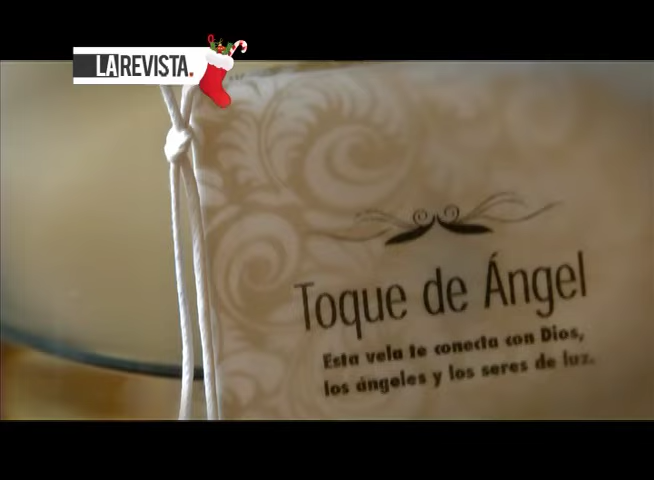 LAREVISTA.
Toque de Ángel
Esta vela te conecta con Dios,
los ángeles y los seres de luz.